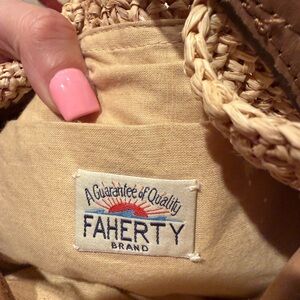 A Guarantee of Quality
FAHERTY
BRAND